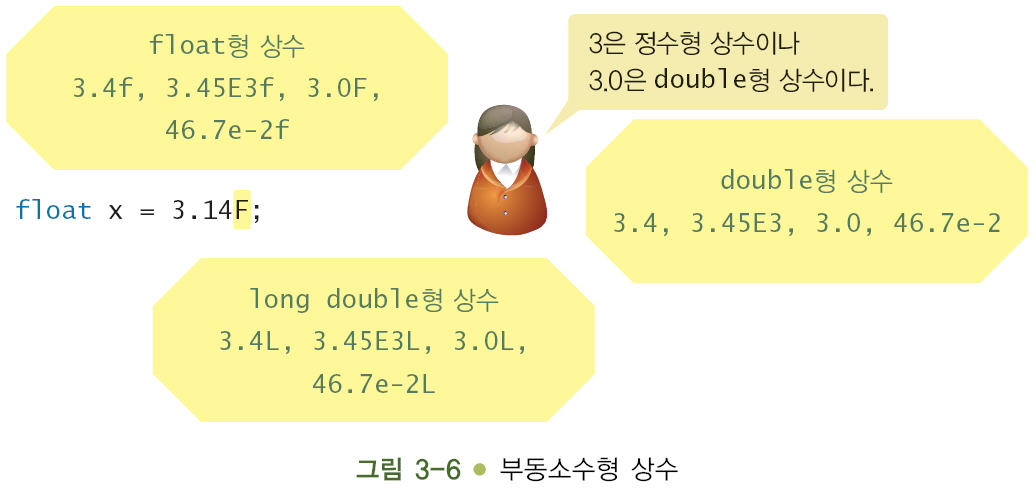 float형 상수
3.4f, 3.45E3f, 3.0F,
46.7e-2f
3은 정수형 상수이나
3.0은 double형 상수이다.
float x = 3.14F;
double형 상수
3.4, 3.45E3, 3.0, 46.7e-2
long double형 상수
3.4L, 3.45E3L, 3.0L,
46.7e-2L
그림 3-6 ● 부동소수형 상수